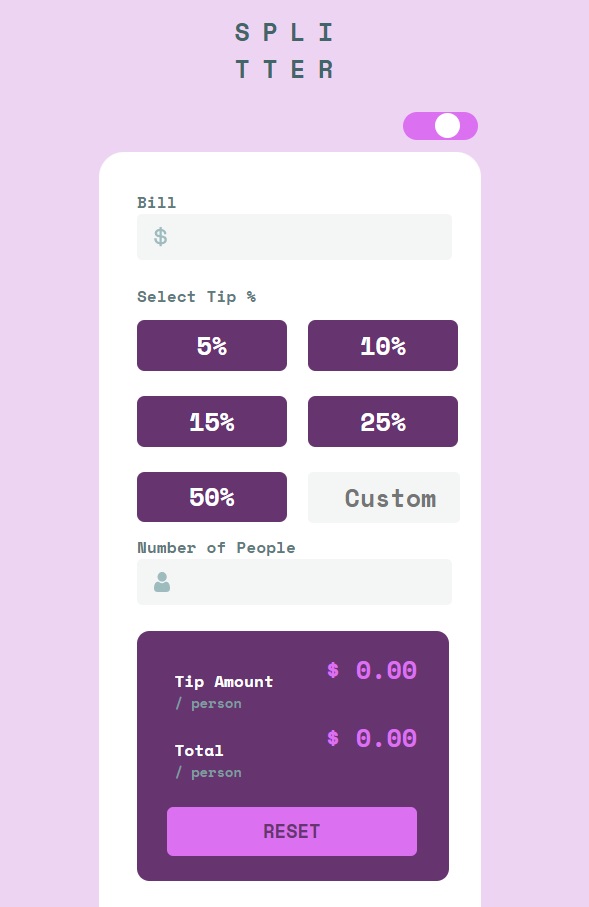 SPLI
TTER
Bill
$
Select Tip %
5% 10%
15% 25%
50% Custom
Number of People
Tip Amount $ 0.00
/ person
Total $ 0.00
/ person
RESET